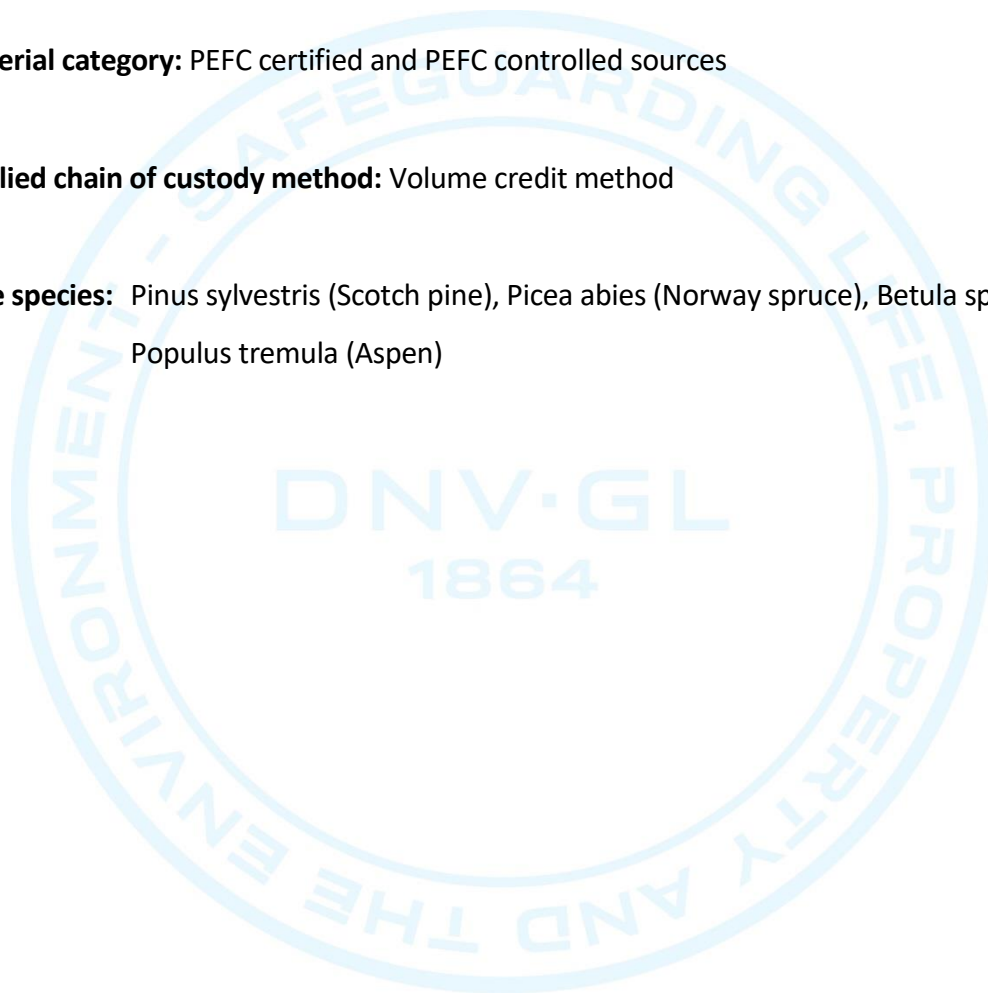 erial category: PEFC certified and PEFC controlled sources
lied chain of custody method: Volume credit method
e species: Pinus sylvestris (Scotch pine), Picea abies (Norway spruce), Betula sp
Populus tremula (Aspen)
SAFEGUARDING LIFE, PROPERTY AND THE ENVIRONMENT -
DNV·GL
1864